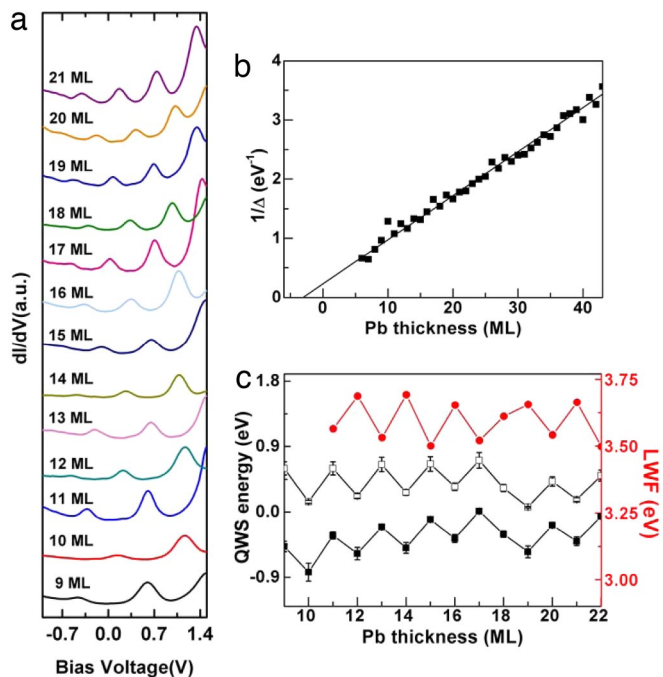 a
21 ML
20 ML
19 ML
18 ML
17 ML
16 ML
15 ML
14 ML
13 ML
12 ML
11 ML
10 ML
9 ML
dI/dV(a.u.)
-0.7 0.0 0.7 1.4
Bias Voltage(V)
b
4
3
2
1
0
1/Δ (eV⁻¹)
0 10 20 30 40
Pb thickness (ML)
c
1.8
0.9
0.0
-0.9
QWS energy (eV)
3.75
3.50
3.25
3.00
LWF (eV)
10 12 14 16 18 20 22
Pb thickness (ML)